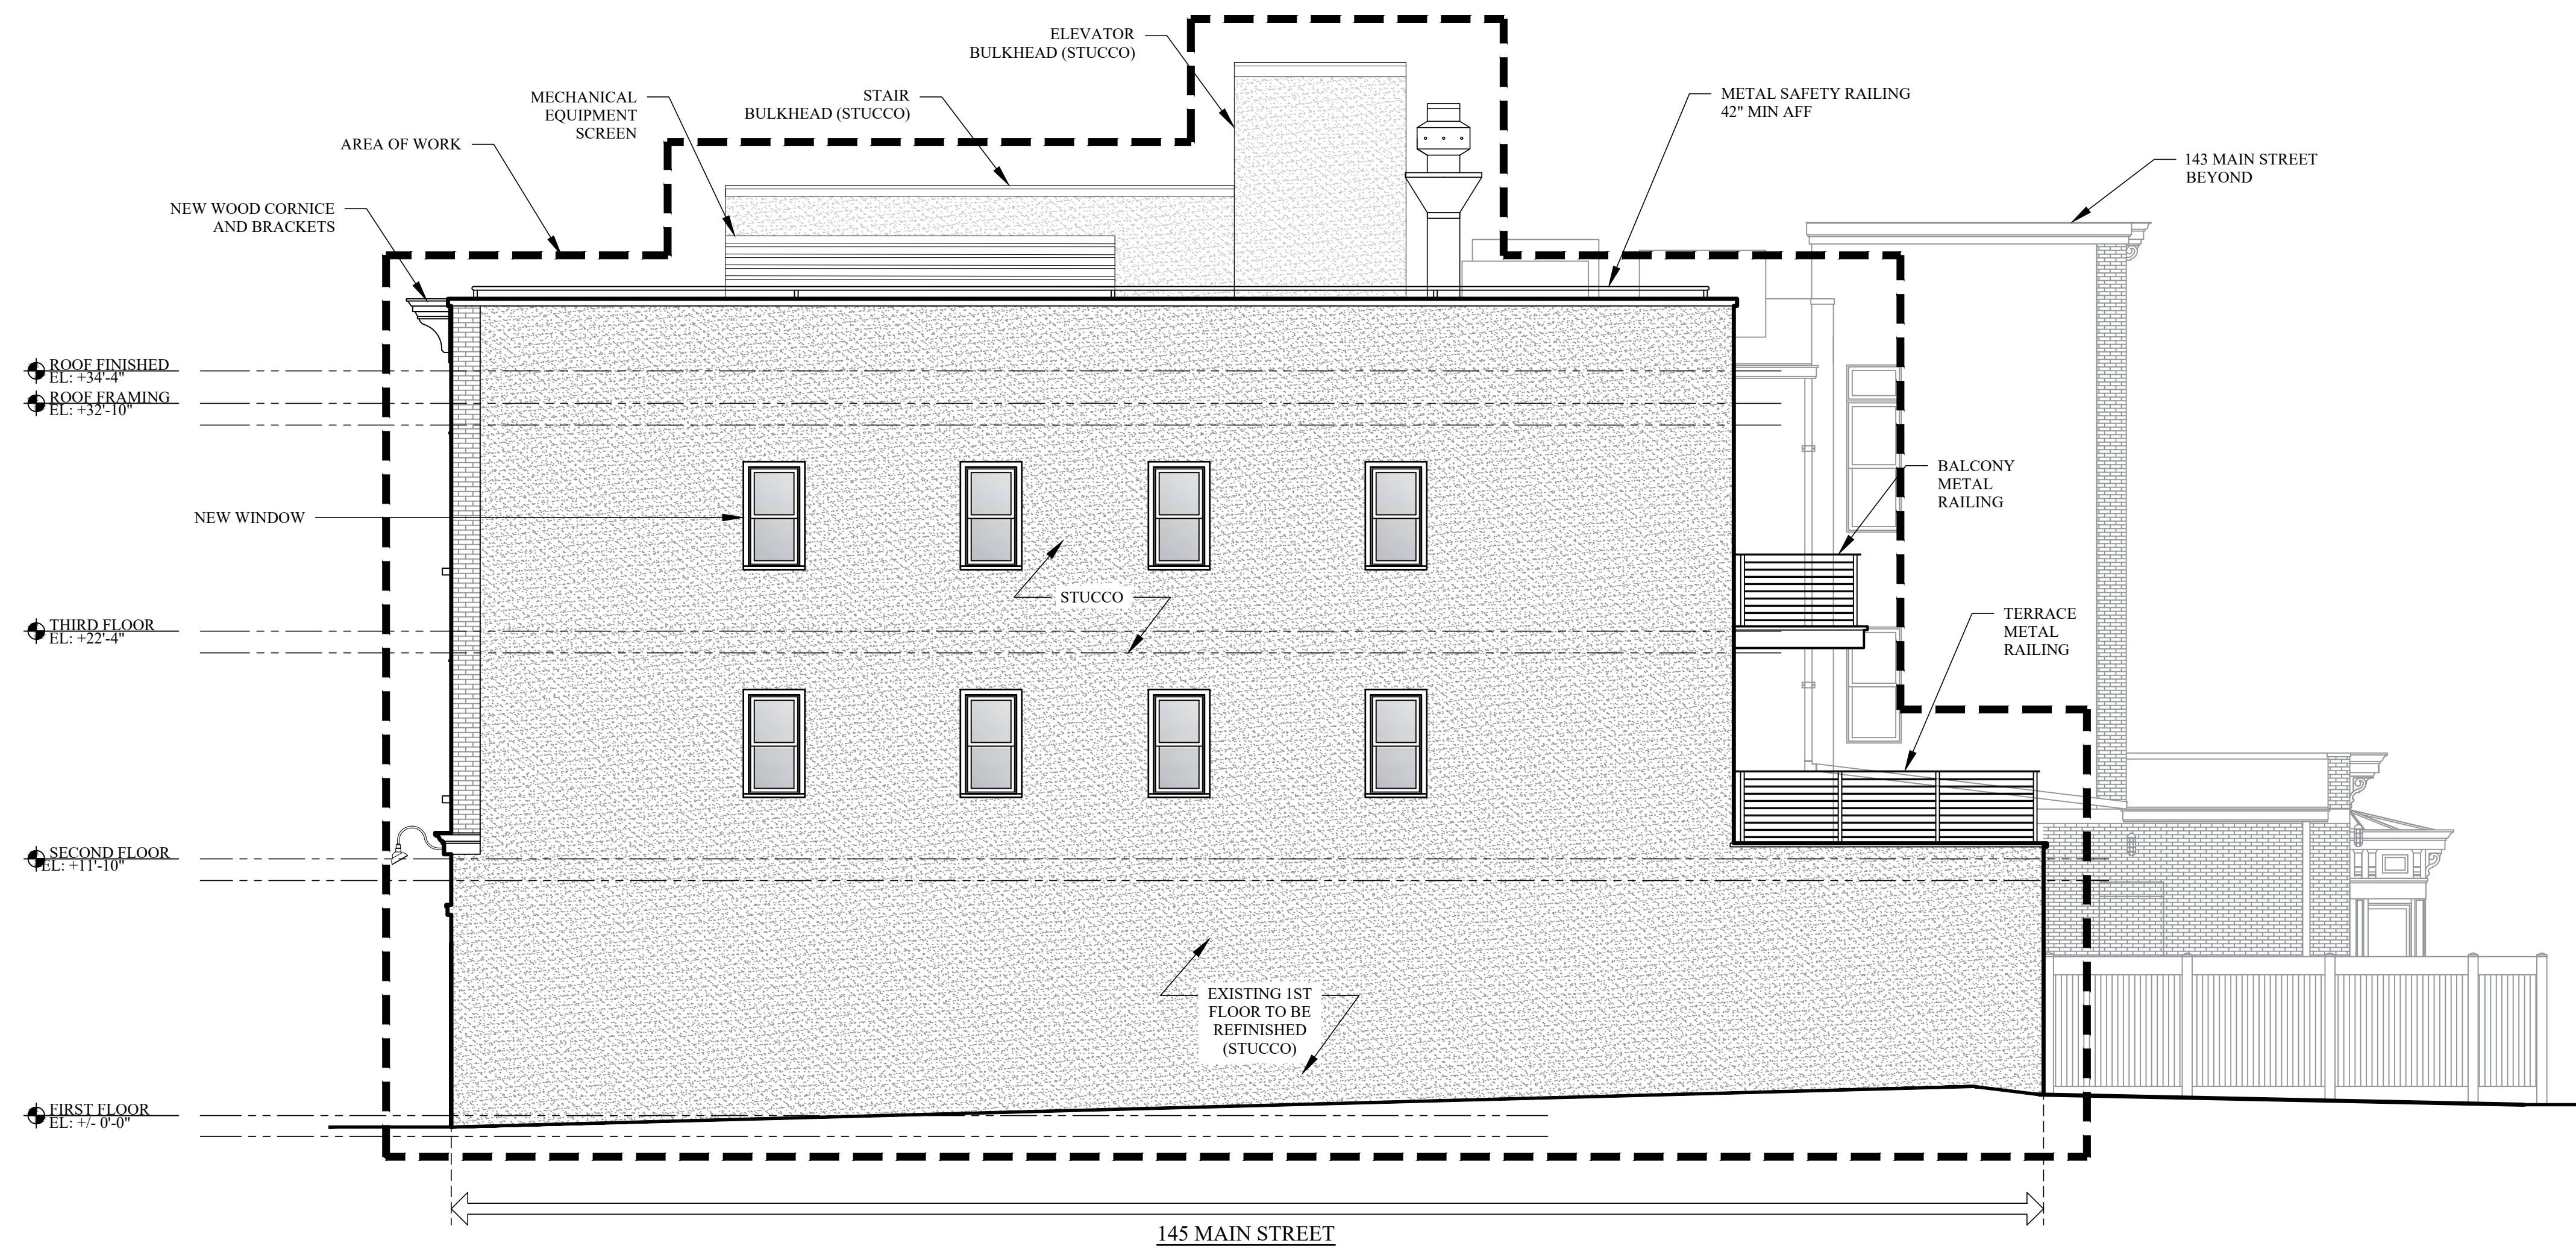 ELEVATOR
BULKHEAD (STUCCO)
STAIR
BULKHEAD (STUCCO)
MECHANICAL
EQUIPMENT
SCREEN
METAL SAFETY RAILING
42" MIN AFF
AREA OF WORK
143 MAIN STREET
BEYOND
NEW WOOD CORNICE
AND BRACKETS
ROOF FINISHED
EL: +34'-4"
ROOF FRAMING
EL: +32'-10"
BALCONY
METAL
RAILING
NEW WINDOW
STUCCO
TERRACE
METAL
RAILING
THIRD FLOOR
EL: +22'-4"
SECOND FLOOR
EL: +11'-10"
EXISTING 1ST
FLOOR TO BE
REFINISHED
(STUCCO)
FIRST FLOOR
EL: +/- 0'-0"
145 MAIN STREET